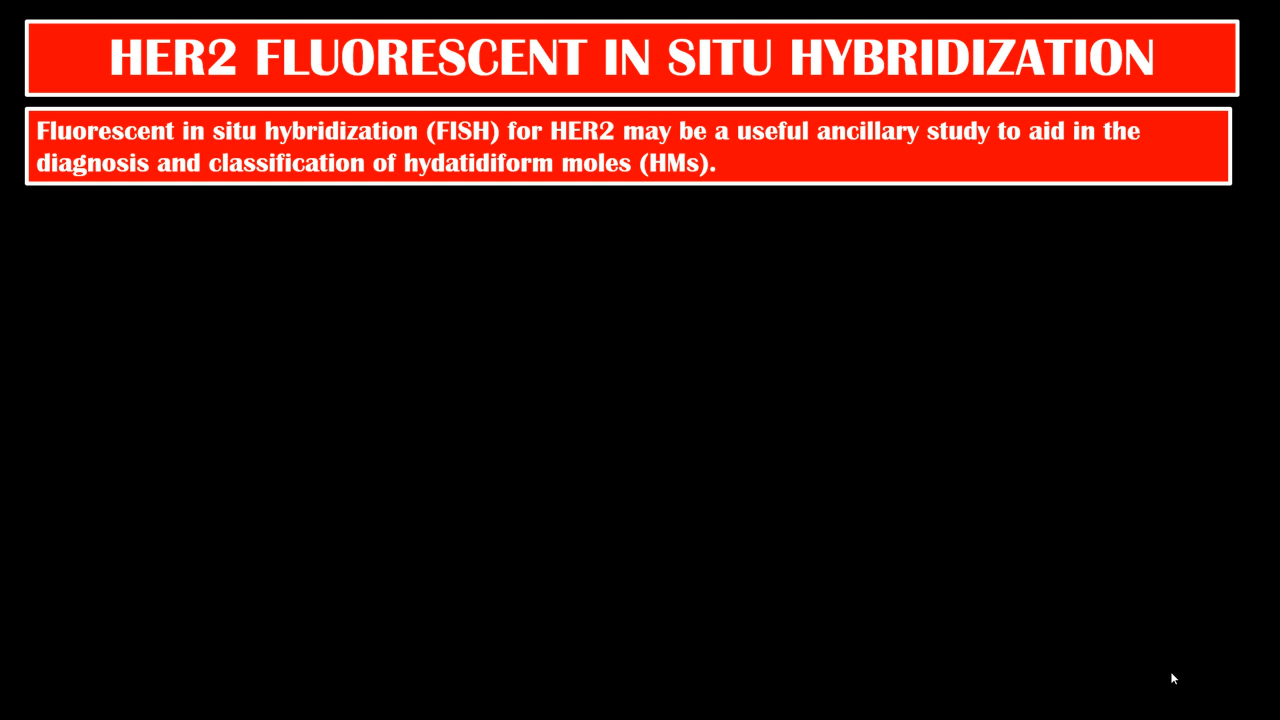 HER2 FLUORESCENT IN SITU HYBRIDIZATION
Fluorescent in situ hybridization (FISH) for HER2 may be a useful ancillary study to aid in the
diagnosis and classification of hydatidiform moles (HMs).